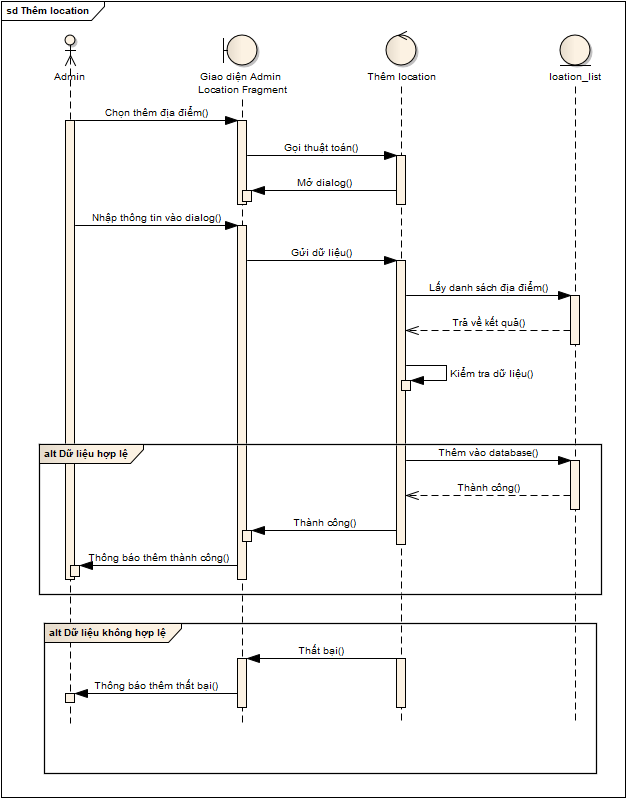 sd Thêm location
Admin
Giao diện Admin
Location Fragment
Thêm location
loation_list
Chọn thêm địa điểm()
Gọi thuật toán()
Mở dialog()
Nhập thông tin vào dialog()
Gửi dữ liệu()
Lấy danh sách địa điểm()
Trả về kết quả()
Kiểm tra dữ liệu()
alt Dữ liệu hợp lệ
Thêm vào database()
Thành công()
Thành công()
Thông báo thêm thành công()
alt Dữ liệu không hợp lệ
Thất bại()
Thông báo thêm thất bại()